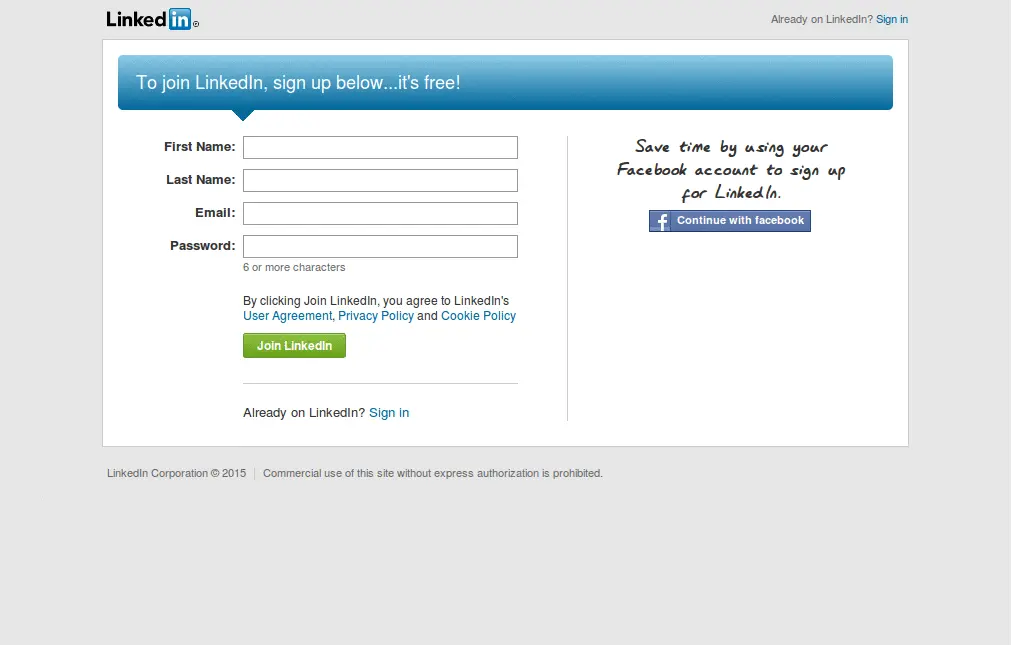 Linked in
Already on LinkedIn? Sign in
To join LinkedIn, sign up below...it's free!
First Name:
Last Name:
Email:
Password:
6 or more characters
By clicking Join LinkedIn, you agree to LinkedIn's
User Agreement, Privacy Policy and Cookie Policy
Join LinkedIn
Already on LinkedIn? Sign in
Save time by using your
Facebook account to sign up
for LinkedIn.
f Continue with facebook
LinkedIn Corporation © 2015 | Commercial use of this site without express authorization is prohibited.